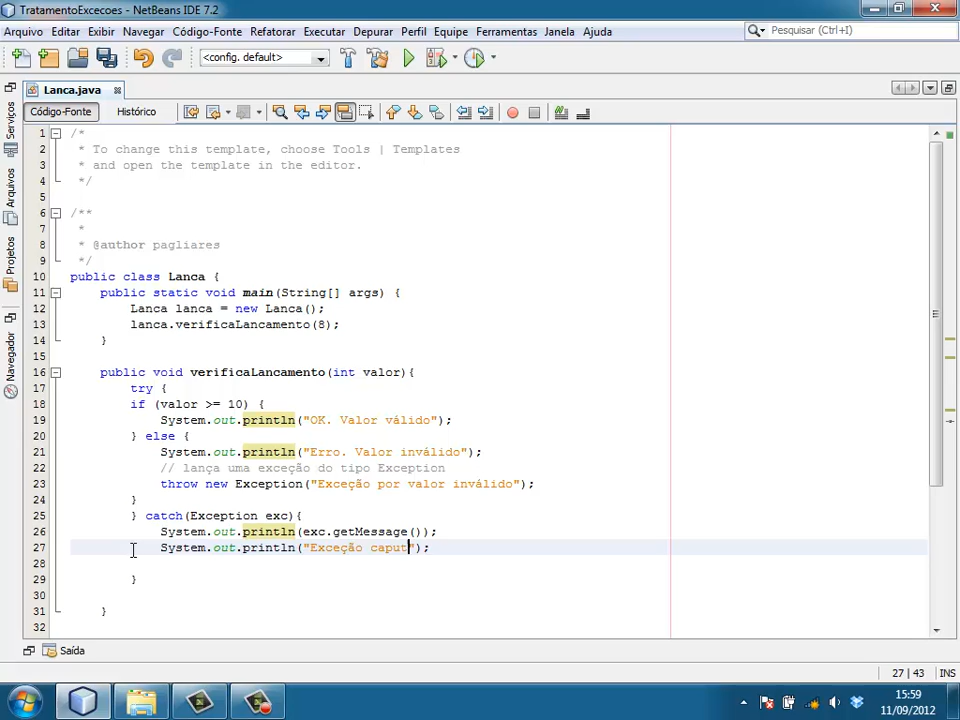 TratamentoExcecoes - NetBeans IDE 7.2
Arquivo Editar Exibir Navegar Código-Fonte Refatorar Executar Depurar Perfil Equipe Ferramentas Janela Ajuda
Pesquisar (Ctrl+I)
<config. default>
Lanca.java
Código-Fonte Histórico
Serviços
Arquivos
Projetos
Navegador
1 /*
2 * To change this template, choose Tools | Templates
3 * and open the template in the editor.
4 */
5
6 /**
7 *
8 * @author pagliares
9 */
10 public class Lanca {
11 public static void main(String[] args) {
12 Lanca lanca = new Lanca();
13 lanca.verificaLancamento(8);
14 }
15
16 public void verificaLancamento(int valor){
17 try {
18 if (valor >= 10) {
19 System.out.println("OK. Valor válido");
20 } else {
21 System.out.println("Erro. Valor inválido");
22 // lança uma exceção do tipo Exception
23 throw new Exception("Exceção por valor inválido");
24 }
25 } catch(Exception exc){
26 System.out.println(exc.getMessage());
27 System.out.println("Exceção caput");
28
29 }
30
31 }
32
Saída
27 | 43 INS
15:59
11/09/2012